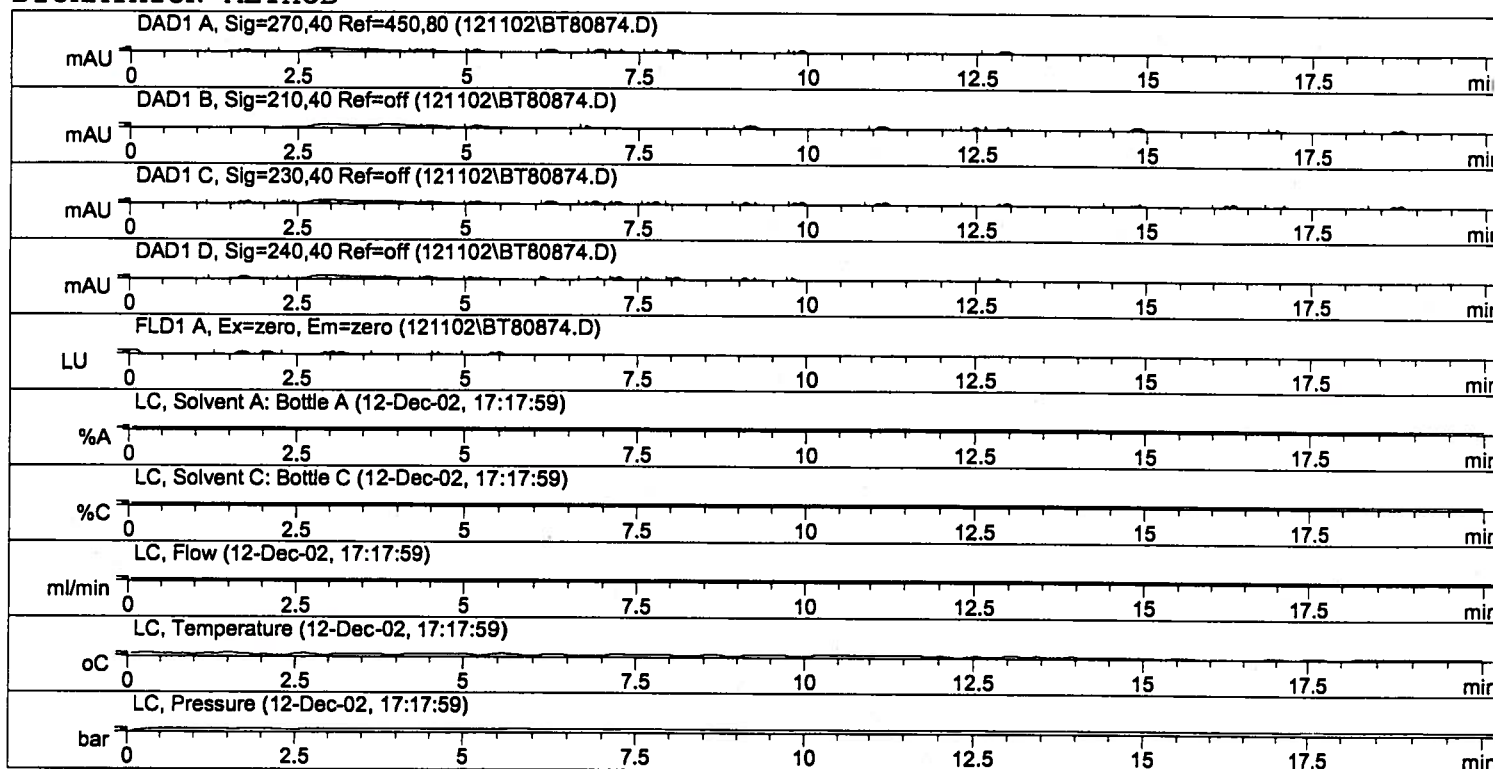 DAD1 A, Sig=270,40 Ref=450,80 (121102\BT80874.D)
mAU
0 2.5 5 7.5 10 12.5 15 17.5 min
DAD1 B, Sig=210,40 Ref=off (121102\BT80874.D)
mAU
0 2.5 5 7.5 10 12.5 15 17.5 min
DAD1 C, Sig=230,40 Ref=off (121102\BT80874.D)
mAU
0 2.5 5 7.5 10 12.5 15 17.5 min
DAD1 D, Sig=240,40 Ref=off (121102\BT80874.D)
mAU
0 2.5 5 7.5 10 12.5 15 17.5 min
FLD1 A, Ex=zero, Em=zero (121102\BT80874.D)
LU
0 2.5 5 7.5 10 12.5 15 17.5 min
LC, Solvent A: Bottle A (12-Dec-02, 17:17:59)
%A
0 2.5 5 7.5 10 12.5 15 17.5 min
LC, Solvent C: Bottle C (12-Dec-02, 17:17:59)
%C
0 2.5 5 7.5 10 12.5 15 17.5 min
LC, Flow (12-Dec-02, 17:17:59)
ml/min
0 2.5 5 7.5 10 12.5 15 17.5 min
LC, Temperature (12-Dec-02, 17:17:59)
oC
0 2.5 5 7.5 10 12.5 15 17.5 min
LC, Pressure (12-Dec-02, 17:17:59)
bar
0 2.5 5 7.5 10 12.5 15 17.5 min